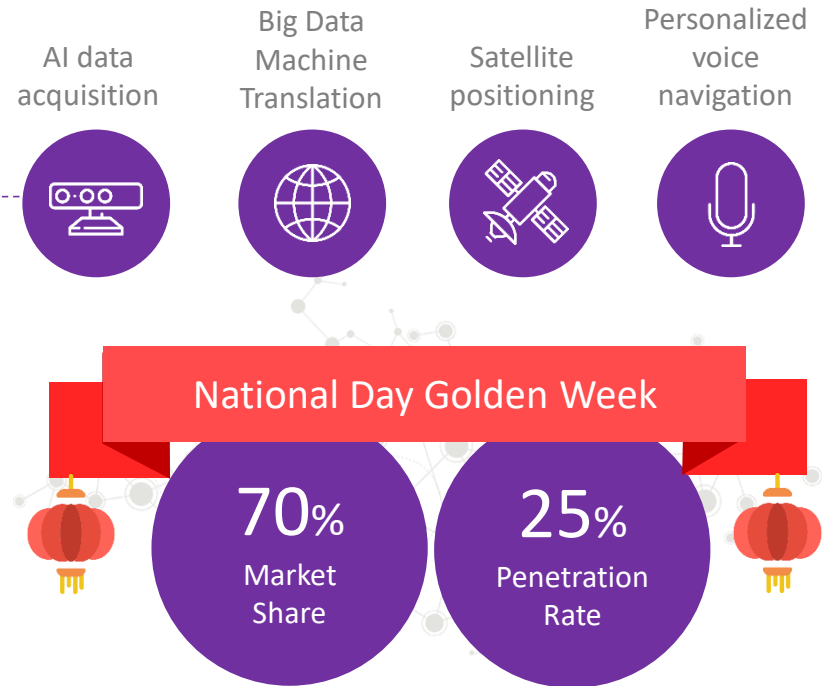 AI data
acquisition
Big Data
Machine
Translation
Satellite
positioning
Personalized
voice
navigation
National Day Golden Week
70%
Market
Share
25%
Penetration
Rate